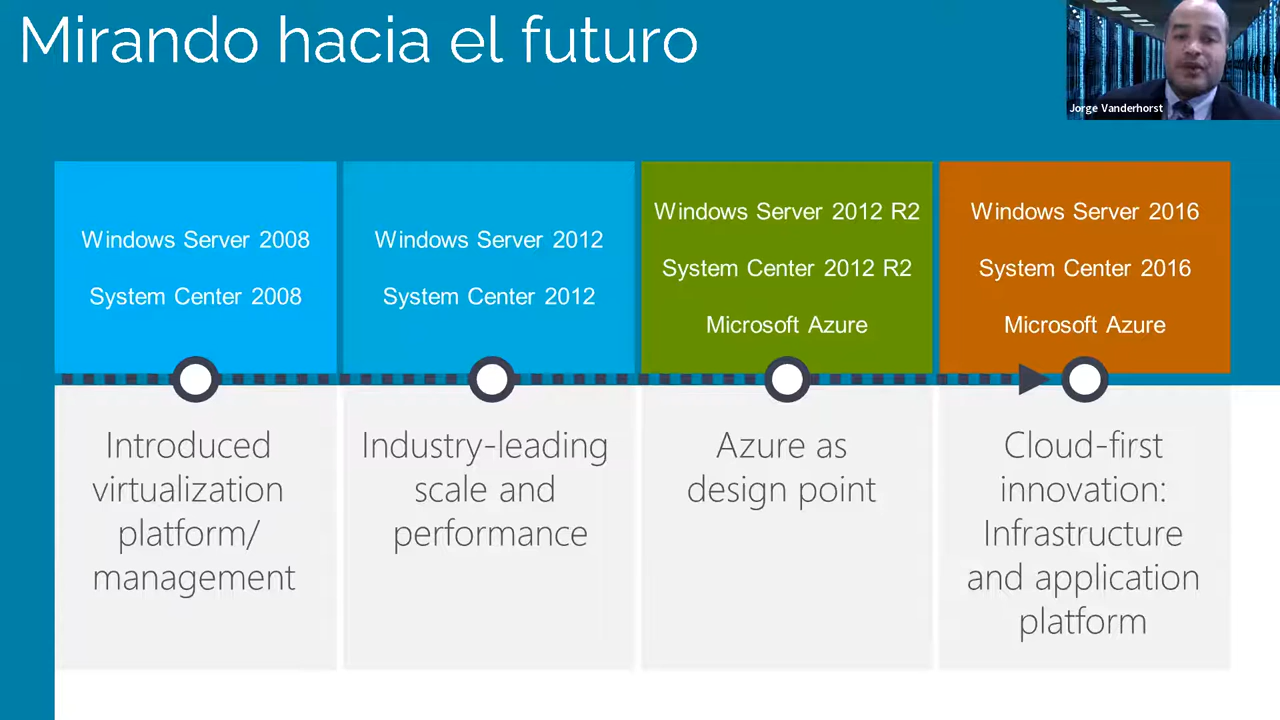 Mirando hacia el futuro
Jorge Vanderhorst
Windows Server 2008
System Center 2008
Windows Server 2012
System Center 2012
Windows Server 2012 R2
System Center 2012 R2
Microsoft Azure
Windows Server 2016
System Center 2016
Microsoft Azure
Introduced
virtualization
platform/
management
Industry-leading
scale and
performance
Azure as
design point
Cloud-first
innovation:
Infrastructure
and application
platform